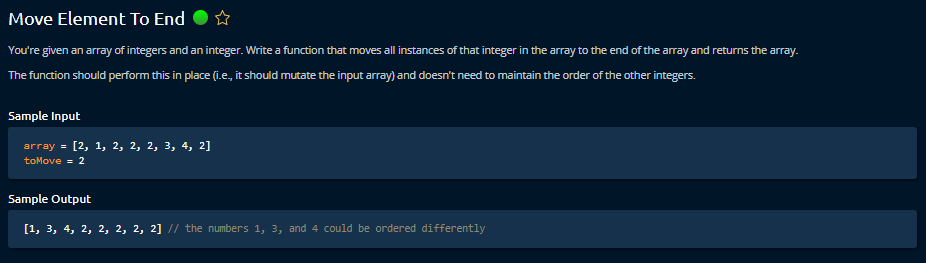 Move Element To End
You're given an array of integers and an integer. Write a function that moves all instances of that integer in the array to the end of the array and returns the array.
The function should perform this in place (i.e., it should mutate the input array) and doesn't need to maintain the order of the other integers.
Sample Input
array = [2, 1, 2, 2, 2, 3, 4, 2]
toMove = 2
Sample Output
[1, 3, 4, 2, 2, 2, 2, 2] // the numbers 1, 3, and 4 could be ordered differently